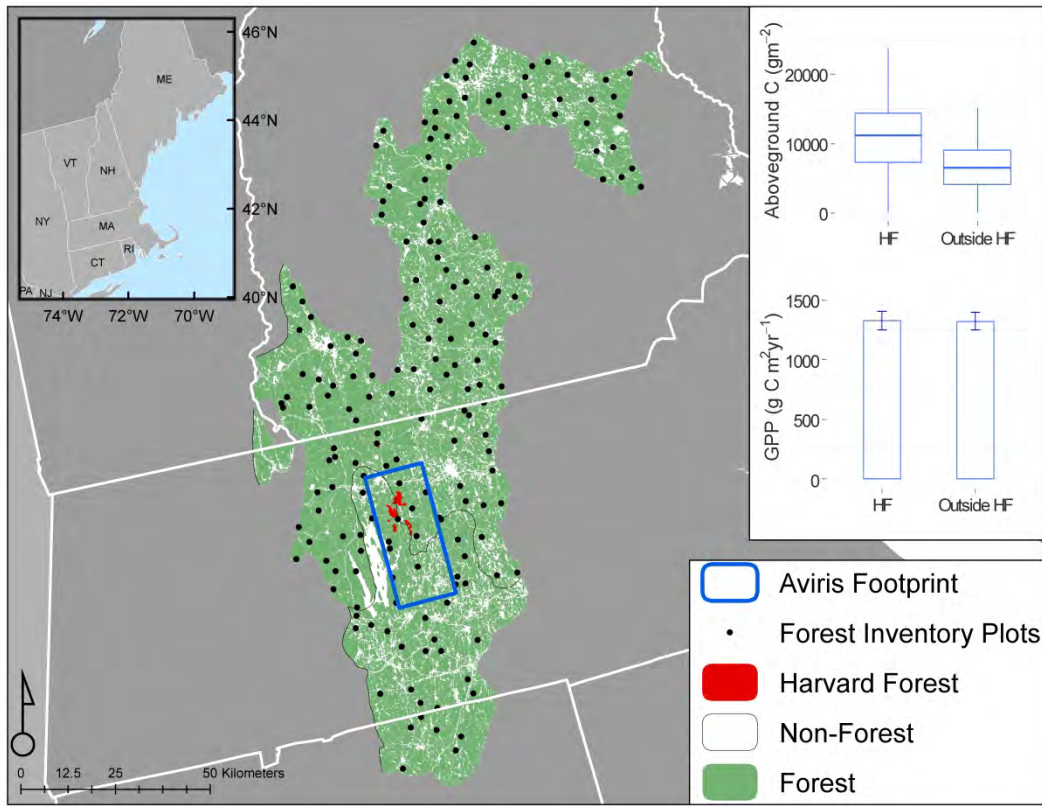 ME
VT
NH
NY
MA
RI
CT
PA
NJ
46°N
44°N
42°N
40°N
74°W 72°W 70°W
Aboveground C (gm⁻²)
20000
10000
0
HF Outside HF
GPP (g C m²yr⁻¹)
1500
1000
500
0
HF Outside HF
Aviris Footprint
Forest Inventory Plots
Harvard Forest
Non-Forest
Forest
0 12.5 25 50 Kilometers